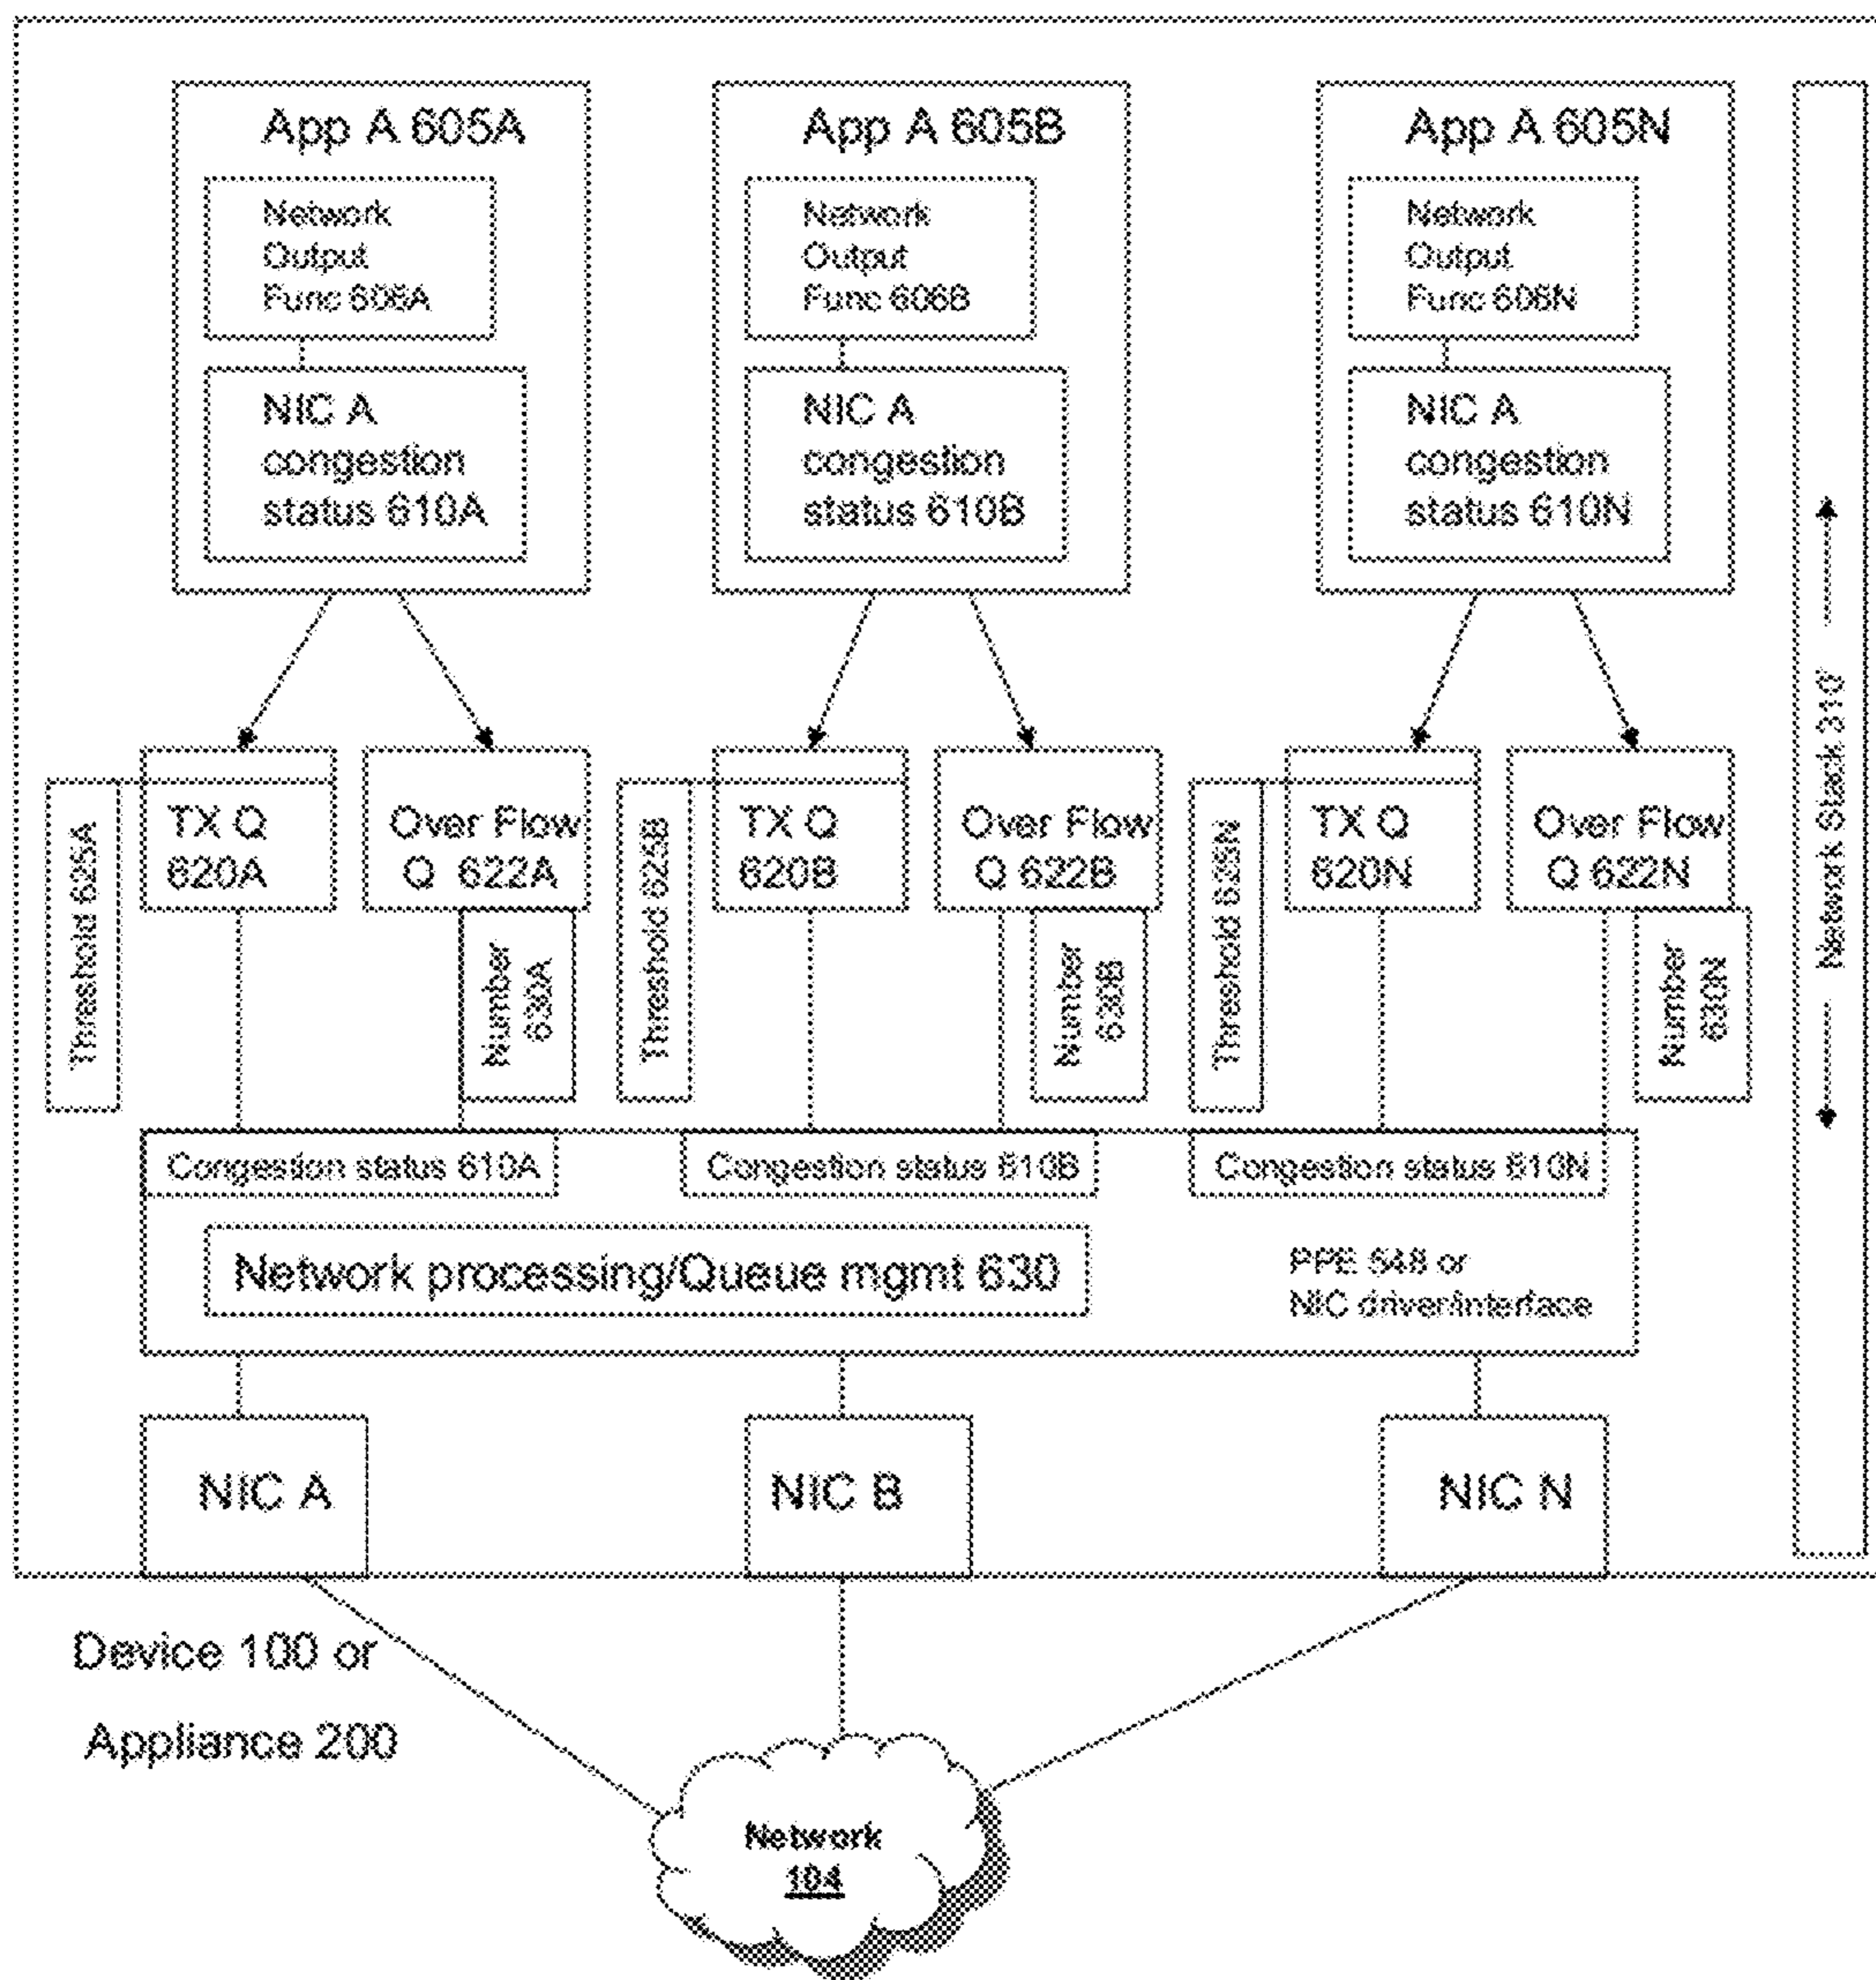 App A 605A
Network
Output
Func 606A
NIC A
congestion
status 610A
App A 605B
Network
Output
Func 606B
NIC A
congestion
status 610B
App A 605N
Network
Output
Func 606N
NIC A
congestion
status 610N
Network Stack 310'
Threshold 625A
TX Q
620A
Over Flow
Q 622A
Number
630A
Threshold 625B
TX Q
620B
Over Flow
Q 622B
Number
630B
Threshold 625N
TX Q
620N
Over Flow
Q 622N
Number
630N
Congestion status 610A
Congestion status 610B
Congestion status 610N
Network processing/Queue mgmt 630
PPE 548 or
NIC driver/interface
NIC A
NIC B
NIC N
Device 100 or
Appliance 200
Network
104